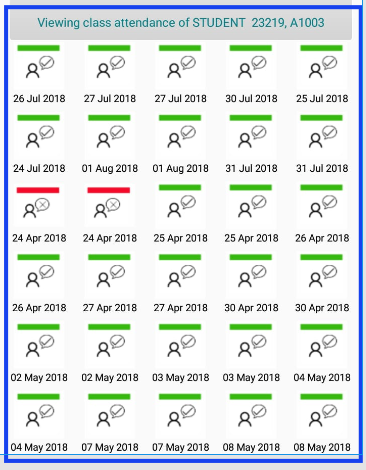 Viewing class attendance of STUDENT 23219, A1003
26 Jul 2018 27 Jul 2018 27 Jul 2018 30 Jul 2018 25 Jul 2018
24 Jul 2018 01 Aug 2018 01 Aug 2018 31 Jul 2018 31 Jul 2018
24 Apr 2018 24 Apr 2018 25 Apr 2018 25 Apr 2018 26 Apr 2018
26 Apr 2018 27 Apr 2018 27 Apr 2018 30 Apr 2018 30 Apr 2018
02 May 2018 02 May 2018 03 May 2018 03 May 2018 04 May 2018
04 May 2018 07 May 2018 07 May 2018 08 May 2018 08 May 2018